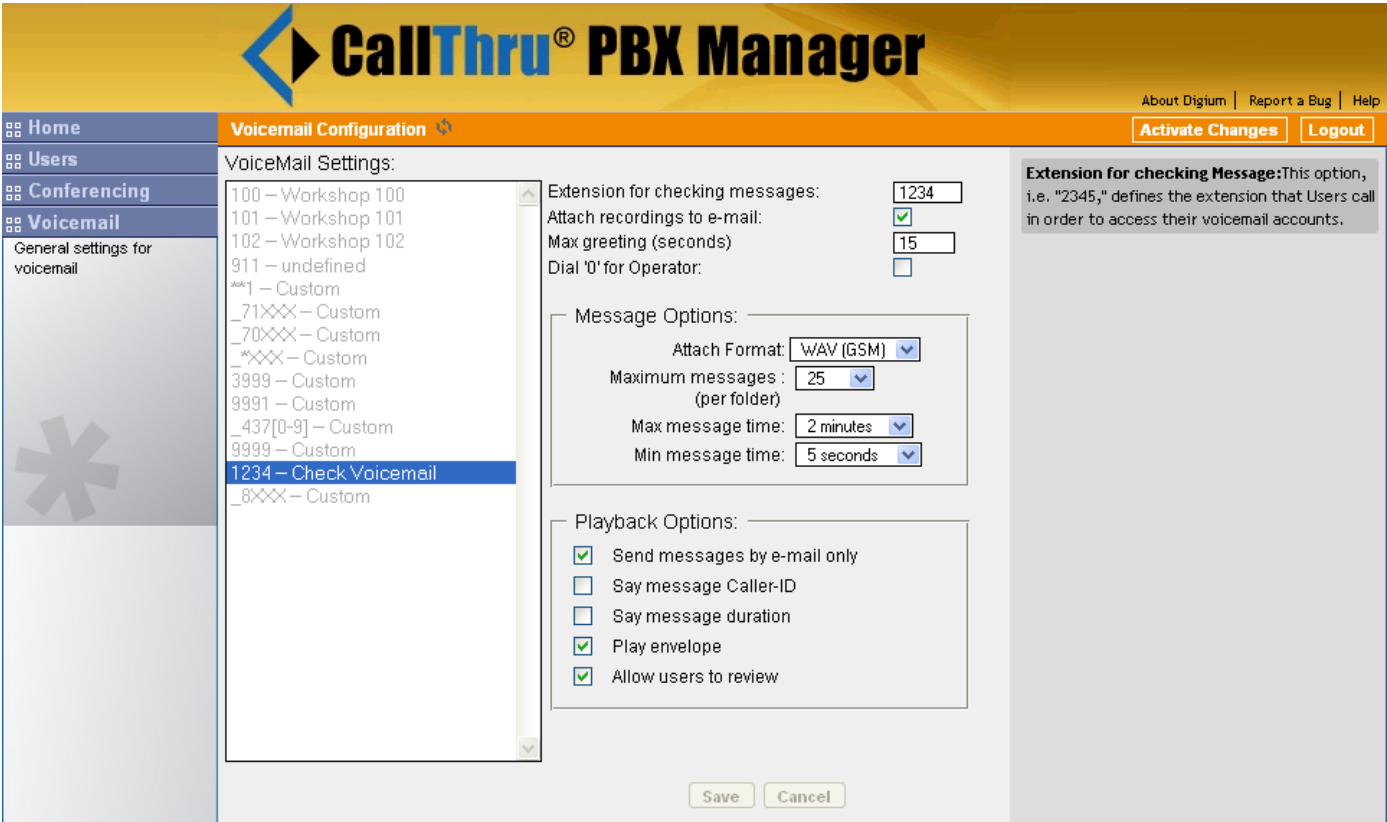 CallThru® PBX Manager
About Digium | Report a Bug | Help
Home
Users
Conferencing
Voicemail
General settings for
voicemail
Voicemail Configuration
Activate Changes
Logout
VoiceMail Settings:
100 – Workshop 100
101 – Workshop 101
102 – Workshop 102
911 – undefined
**1 – Custom
_71XXX – Custom
_70XXX – Custom
_*XXX – Custom
3999 – Custom
9991 – Custom
_437[0-9] – Custom
9999 – Custom
1234 – Check Voicemail
_8XXX – Custom
Extension for checking messages: 1234
Attach recordings to e-mail:
Max greeting (seconds) 15
Dial '0' for Operator:
Message Options:
Attach Format: WAV (GSM)
Maximum messages : 25
(per folder)
Max message time: 2 minutes
Min message time: 5 seconds
Playback Options:
Send messages by e-mail only
Say message Caller-ID
Say message duration
Play envelope
Allow users to review
Save
Cancel
Extension for checking Message:This option,
i.e. "2345," defines the extension that Users call
in order to access their voicemail accounts.